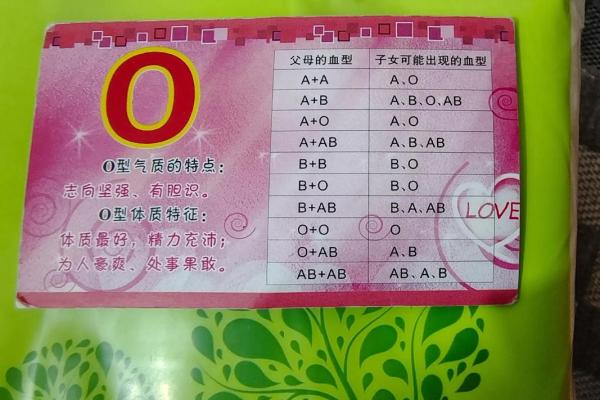 O
O型气质的特点:
志向坚强、有胆识。
O型体质特征:
体质最好,精力充沛;
为人豪爽、处事果敢。
父母的血型 子女可能出现的血型
A+A A、O
A+B A、B、O、AB
A+O A、O
A+AB A、B、AB
B+B B、O
B+O B、O
B+AB B、A、AB
O+O O
O+AB A、B
AB+AB AB、A、B
LOVE